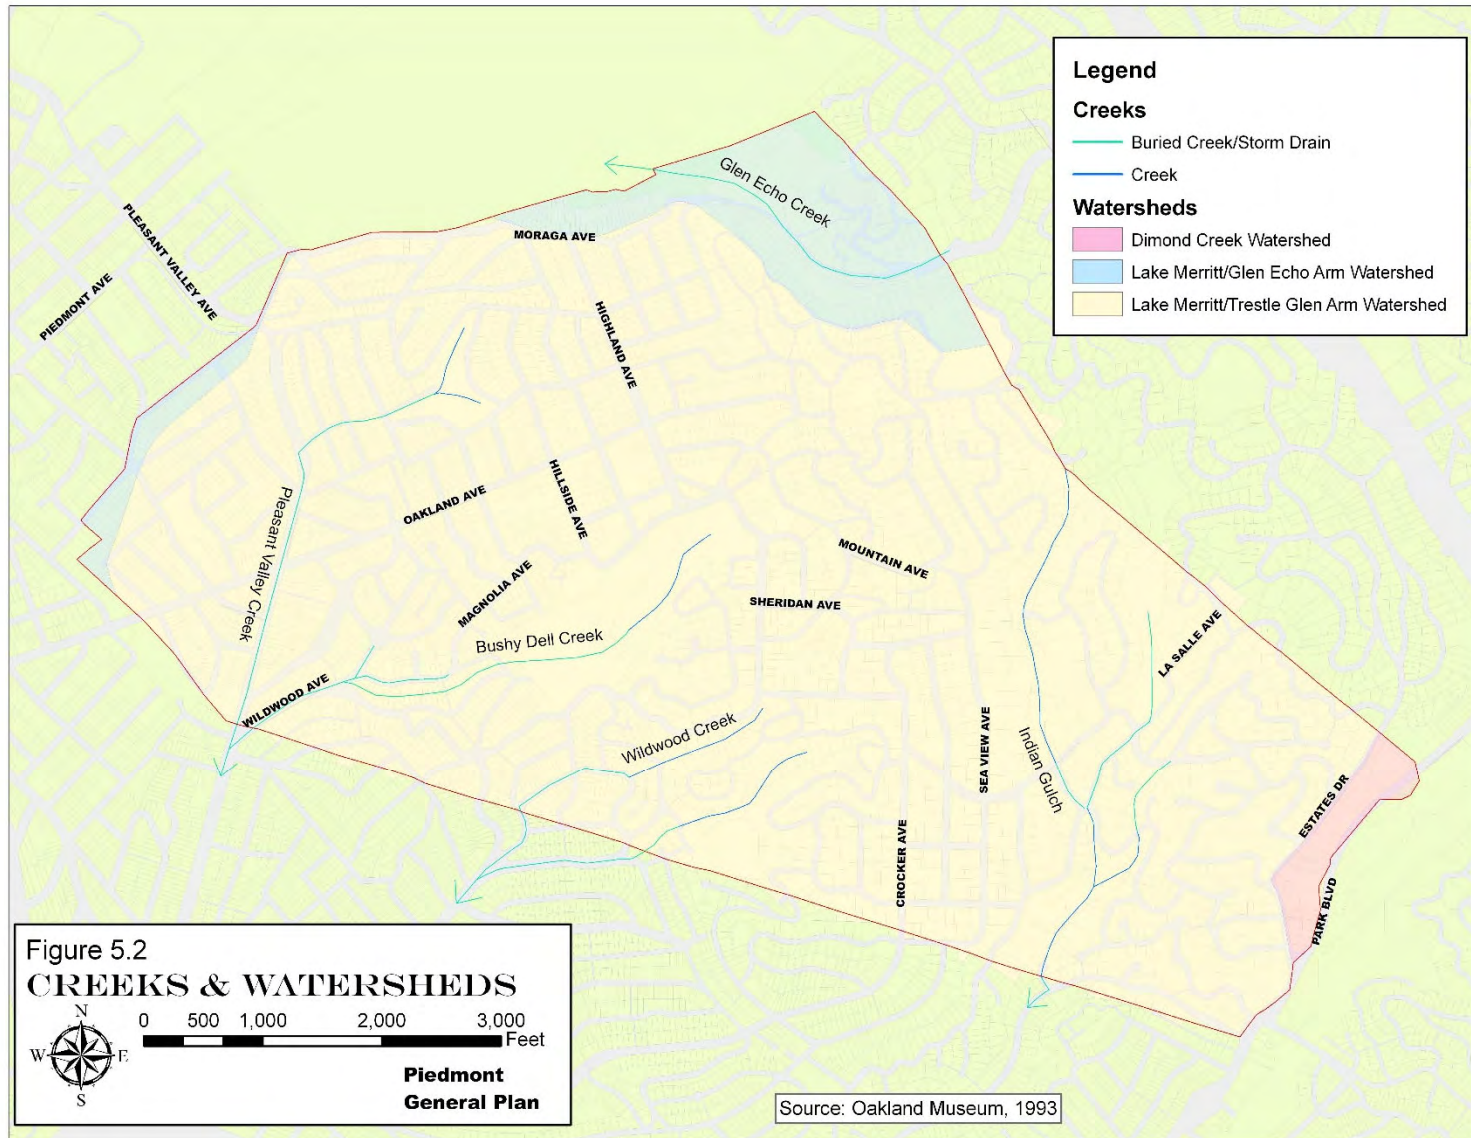 Legend
Creeks
Buried Creek/Storm Drain
Creek
Watersheds
Dimond Creek Watershed
Lake Merritt/Glen Echo Arm Watershed
Lake Merritt/Trestle Glen Arm Watershed
Glen Echo Creek
PLEASANT VALLEY AVE
MORAGA AVE
PIEDMONT AVE
HIGHLAND AVE
Pleasant Valley Creek
OAKLAND AVE
HILLSIDE AVE
MOUNTAIN AVE
MAGNOLIA AVE
SHERIDAN AVE
Bushy Dell Creek
LA SALLE AVE
WILDWOOD AVE
Wildwood Creek
SEA VIEW AVE
Indian Gulch
ESTATES DR
CROCKER AVE
PARK BLVD
Figure 5.2
CREEKS & WATERSHEDS
N
W E
S
0 500 1,000 2,000 3,000
Feet
Piedmont
General Plan
Source: Oakland Museum, 1993